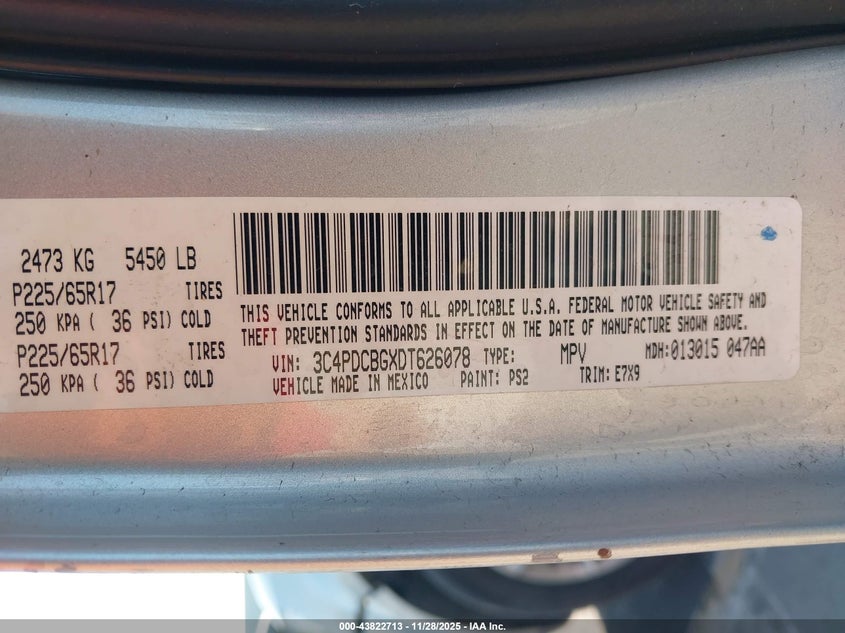 2473 KG 5450 LB
P225/65R17 TIRES
250 KPA ( 36 PSI) COLD
P225/65R17 TIRES
250 KPA ( 36 PSI) COLD
THIS VEHICLE CONFORMS TO ALL APPLICABLE U.S.A. FEDERAL MOTOR VEHICLE SAFETY AND
THEFT PREVENTION STANDARDS IN EFFECT ON THE DATE OF MANUFACTURE SHOWN ABOVE.
VIN: 3C4PDCBGXDT626078 TYPE: MPV MDH:013015 047AA
VEHICLE MADE IN MEXICO PAINT: PS2 TRIM: E7X9
000-43822713 - 11/28/2025 - IAA Inc.